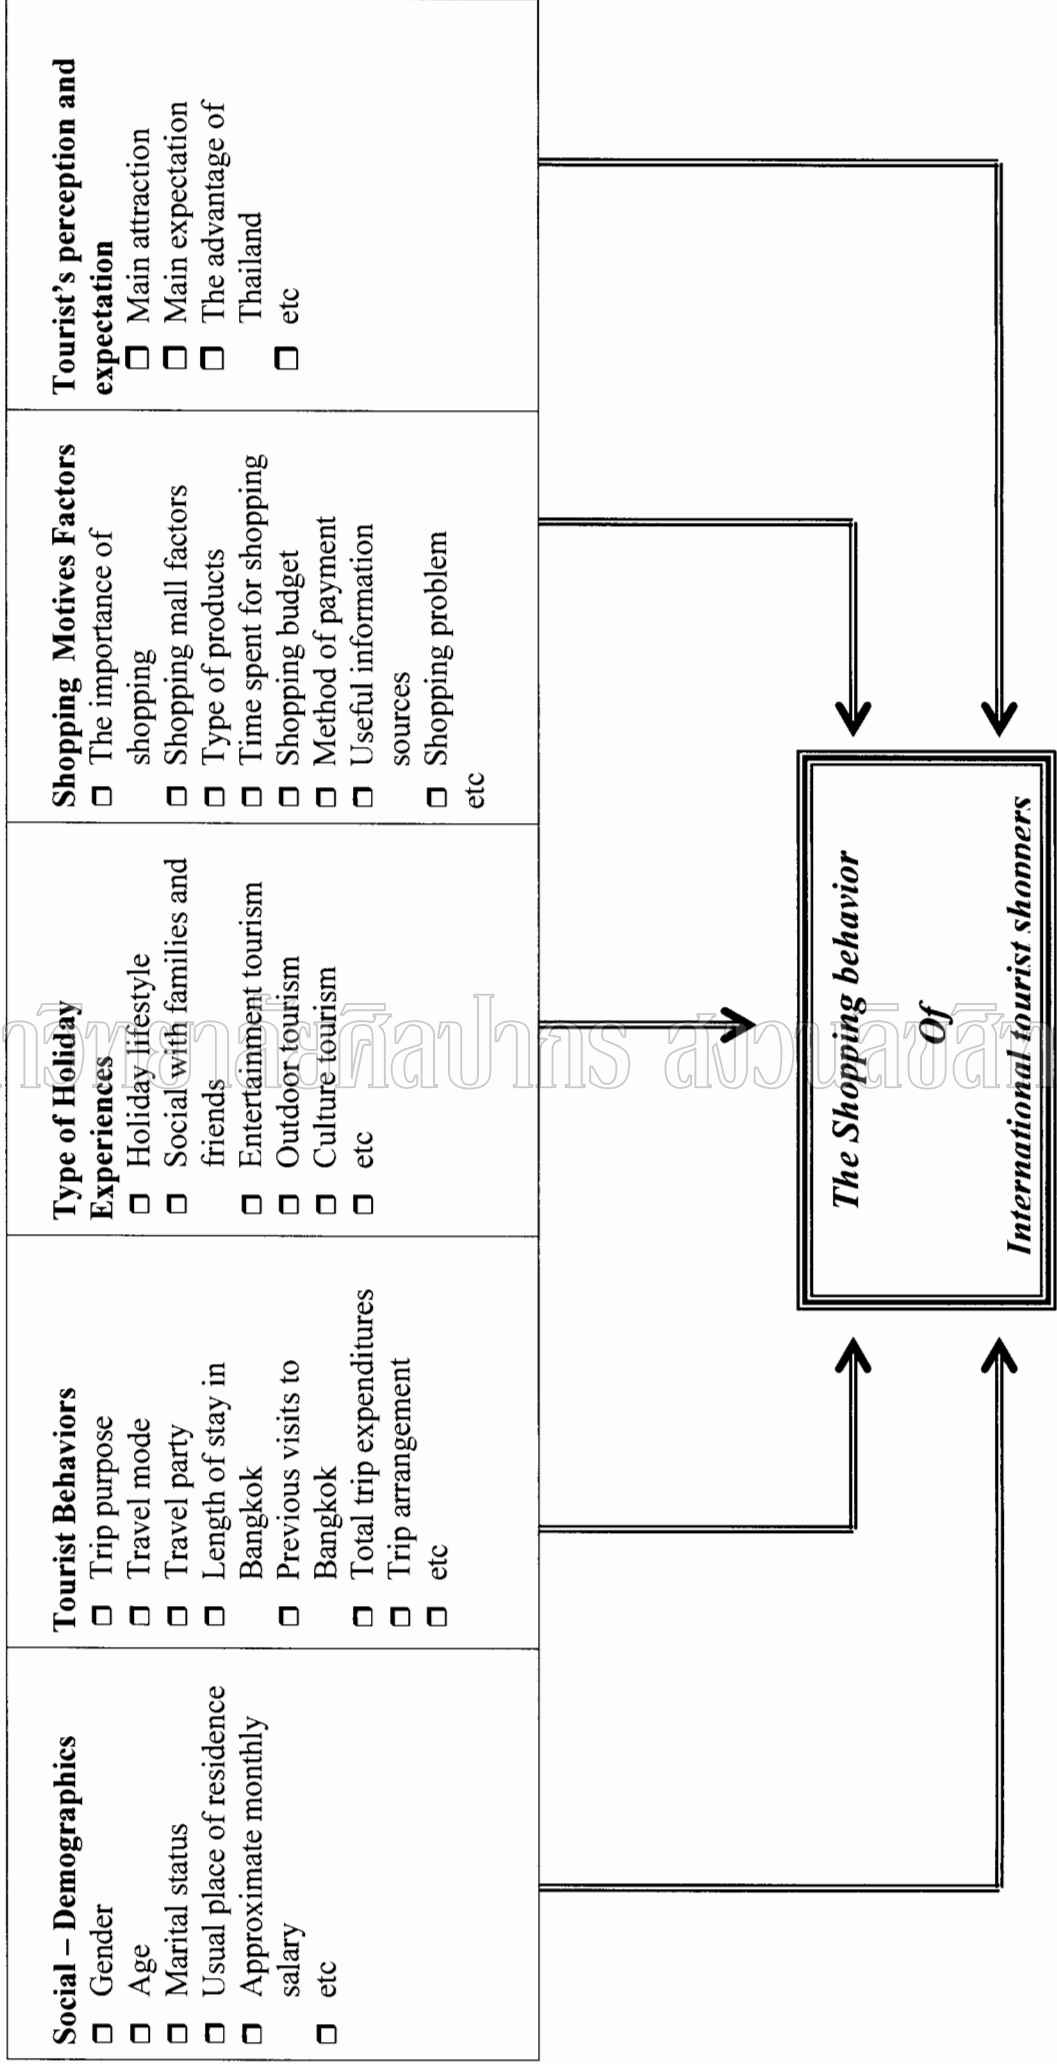 Social – Demographics
❑ Gender
❑ Age
❑ Marital status
❑ Usual place of residence
❑ Approximate monthly
salary
❑ etc
Tourist Behaviors
❑ Trip purpose
❑ Travel mode
❑ Travel party
❑ Length of stay in
Bangkok
❑ Previous visits to
Bangkok
❑ Total trip expenditures
❑ Trip arrangement
❑ etc
Type of Holiday
Experiences
❑ Holiday lifestyle
❑ Social with families and
friends
❑ Entertainment tourism
❑ Outdoor tourism
❑ Culture tourism
❑ etc
Shopping Motives Factors
❑ The importance of
shopping
❑ Shopping mall factors
❑ Type of products
❑ Time spent for shopping
❑ Shopping budget
❑ Method of payment
❑ Useful information
sources
❑ Shopping problem
etc
Tourist's perception and
expectation
❑ Main attraction
❑ Main expectation
❑ The advantage of
Thailand
❑ etc
The Shopping behavior
Of
International tourist shoppers